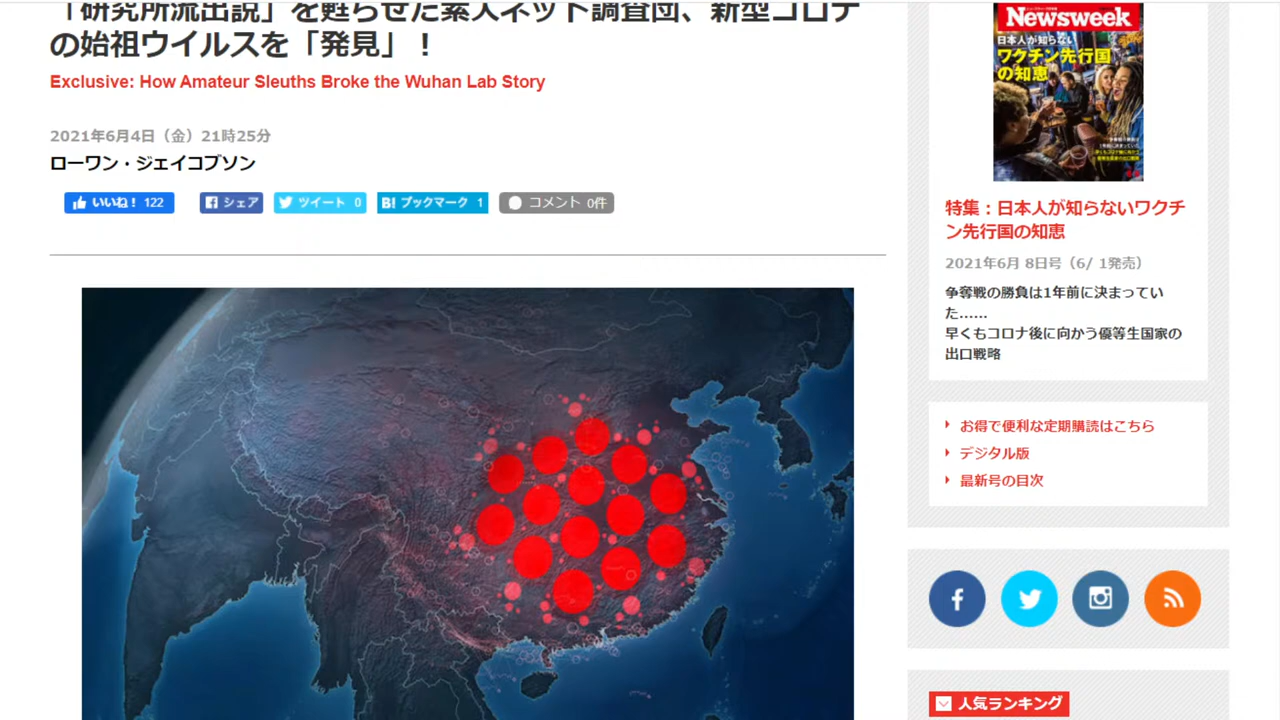 「研究所流出説」を甦らせた素人ネット調査団、新型コロナ
の始祖ウイルスを「発見」！
Exclusive: How Amateur Sleuths Broke the Wuhan Lab Story
2021年6月4日（金）21時25分
ローワン・ジェイコブソン
いいね！ 122
シェア
ツイート 0
B! ブックマーク 1
コメント 0件
Newsweek
日本人が知らない
ワクチン先行国
の知恵
特集：日本人が知らないワクチ
ン先行国の知恵
2021年6月 8日号（6/ 1発売）
争奪戦の勝負は1年前に決まってい
た......
早くもコロナ後に向かう優等生国家の
出口戦略
お得で便利な定期購読はこちら
デジタル版
最新号の目次
人気ランキング